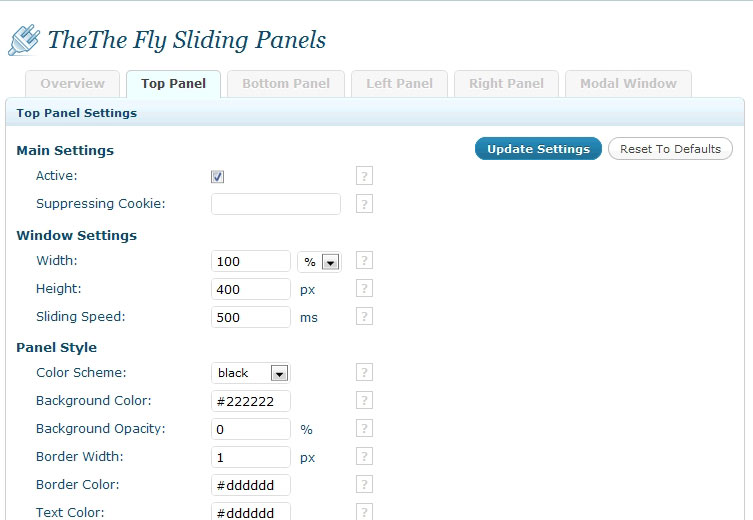 TheThe Fly Sliding Panels
Overview Top Panel Bottom Panel Left Panel Right Panel Modal Window
Top Panel Settings
Main Settings Update Settings Reset To Defaults
Active: ?
Suppressing Cookie: ?
Window Settings
Width: 100 % ?
Height: 400 px ?
Sliding Speed: 500 ms ?
Panel Style
Color Scheme: black ?
Background Color: #222222 ?
Background Opacity: 0 % ?
Border Width: 1 px ?
Border Color: #dddddd ?
Text Color: #dddddd ?